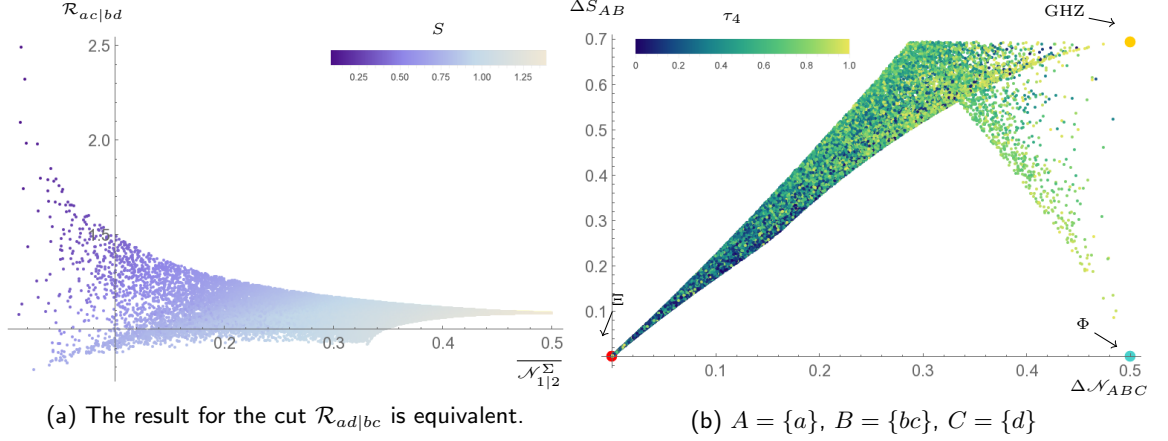 𝓡_{ac|bd}
2.5
2.0
1.5
S
0.25 0.50 0.75 1.00 1.25
0.2 0.3 0.4 0.5
\overline{𝒩^Σ_{1|2}}
(a) The result for the cut 𝓡_{ad|bc} is equivalent.
ΔS_{AB}
τ_4
0 0.2 0.4 0.6 0.8 1.0
GHZ
0.7
0.6
0.5
0.4
0.3
0.2
0.1
Ξ
Φ
0.1 0.2 0.3 0.4 0.5
Δ𝒩_{ABC}
(b) A = {a}, B = {bc}, C = {d}